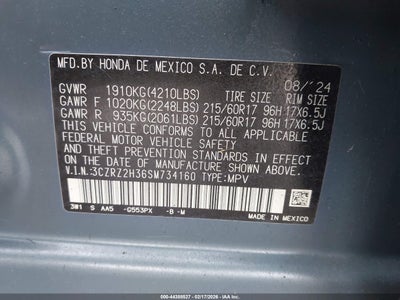 MFD.BY HONDA DE MEXICO S.A. DE C.V.
08/'24
GVWR 1910KG(4210LBS) TIRE SIZE RIM SIZE
GAWR F 1020KG(2248LBS) 215/60R17 96H 17X6.5J
GAWR R 935KG(2061LBS) 215/60R17 96H 17X6.5J
THIS VEHICLE CONFORMS TO ALL APPLICABLE
FEDERAL MOTOR VEHICLE SAFETY, BUMPER, AND
THEFT PREVENTION STANDARDS IN EFFECT ON THE
DATE OF MANUFACTURE SHOWN ABOVE.
V.I.N:3CZRZ2H36SM734160 TYPE:MPV
3W1 S AA5 -G553PX -B -M
MADE IN MEXICO
© 000-44388537 - 02/17/2026 - IAAI.COM